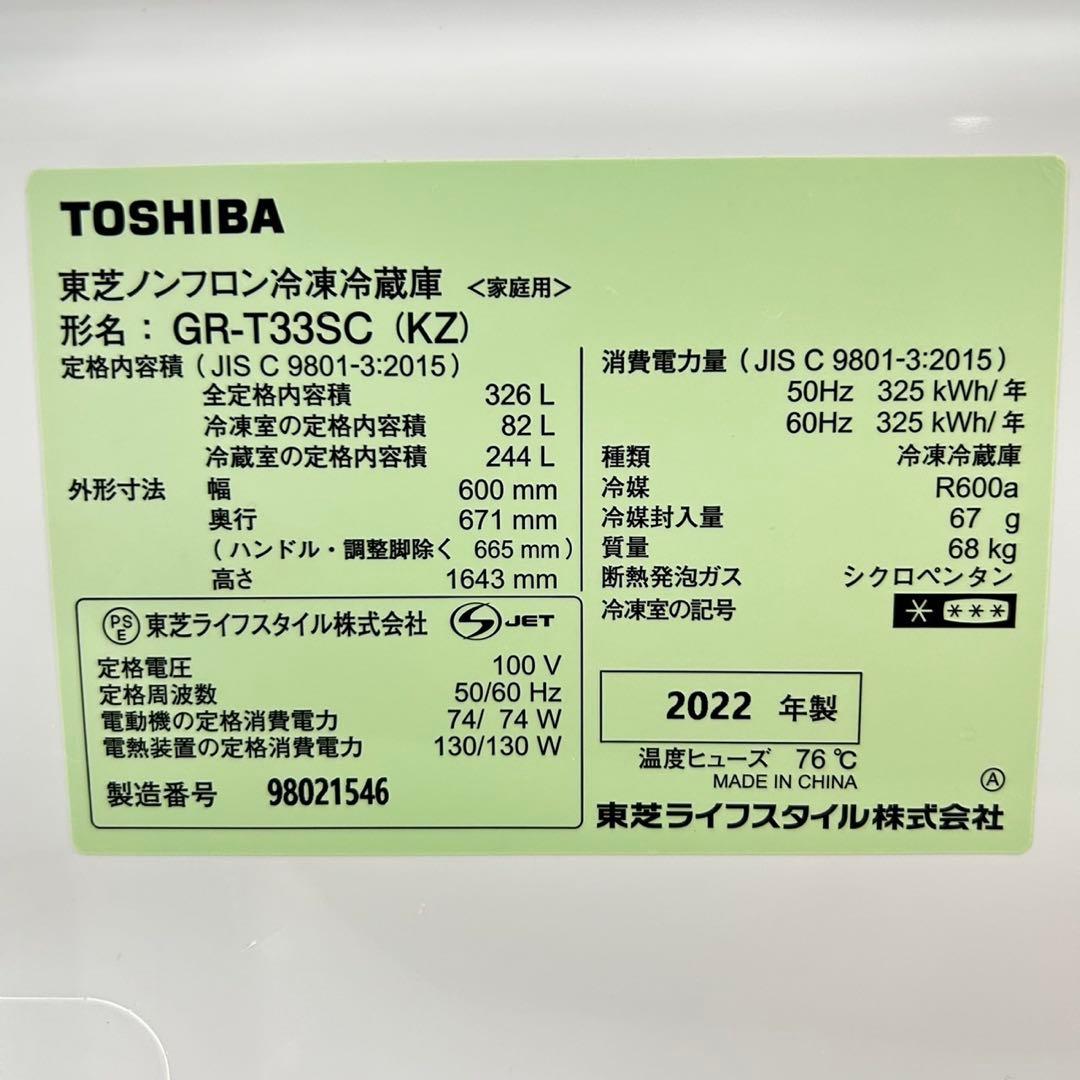 TOSHIBA
東芝ノンフロン冷凍冷蔵庫 <家庭用>
形名： GR-T33SC (KZ)
定格内容積 ( JIS C 9801-3:2015 )
全定格内容積 326 L
冷凍室の定格内容積 82 L
冷蔵室の定格内容積 244 L
外形寸法 幅 600 mm
奥行 671 mm
( ハンドル・調整脚除く 665 mm )
高さ 1643 mm
PSE 東芝ライフスタイル株式会社 S JET
定格電圧 100 V
定格周波数 50/60 Hz
電動機の定格消費電力 74/ 74 W
電熱装置の定格消費電力 130/130 W
製造番号 98021546
消費電力量 ( JIS C 9801-3:2015 )
50Hz 325 kWh/年
60Hz 325 kWh/年
種類 冷凍冷蔵庫
冷媒 R600a
冷媒封入量 67 g
質量 68 kg
断熱発泡ガス シクロペンタン
冷凍室の記号 * ***
2022 年製
温度ヒューズ 76 ℃
MADE IN CHINA
Ⓐ
東芝ライフスタイル株式会社